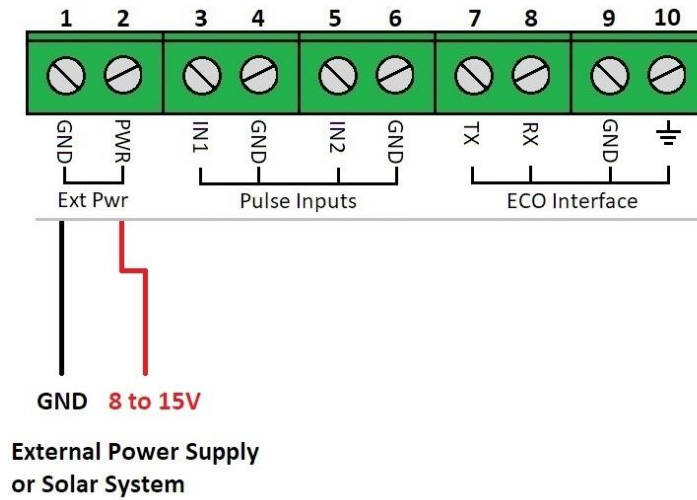 1 2 3 4 5 6 7 8 9 10
GND PWR IN1 GND IN2 GND TX RX GND
Ext Pwr Pulse Inputs ECO Interface
GND 8 to 15V
External Power Supply
or Solar System